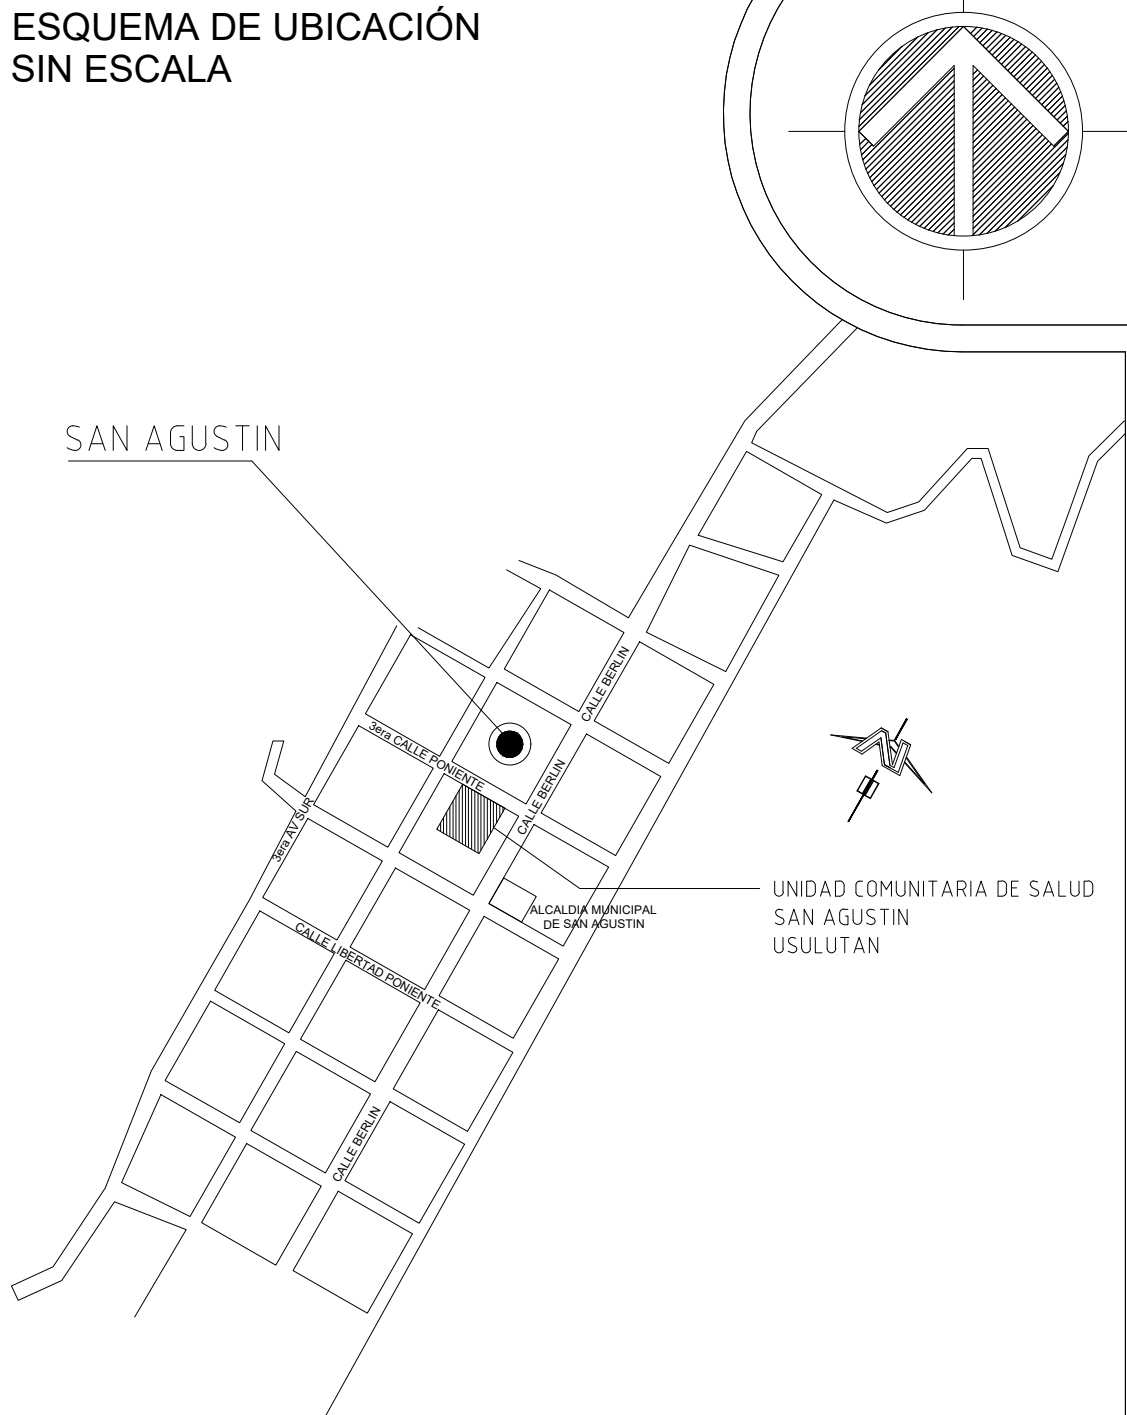 ESQUEMA DE UBICACIÓN
SIN ESCALA
SAN AGUSTIN
CALLE BERLIN
3era CALLE PONIENTE
CALLE BERLIN
3era AV SUR
UNIDAD COMUNITARIA DE SALUD
SAN AGUSTIN
USULUTAN
ALCALDIA MUNICIPAL
DE SAN AGUSTIN
CALLE LIBERTAD PONIENTE
CALLE BERLIN
N